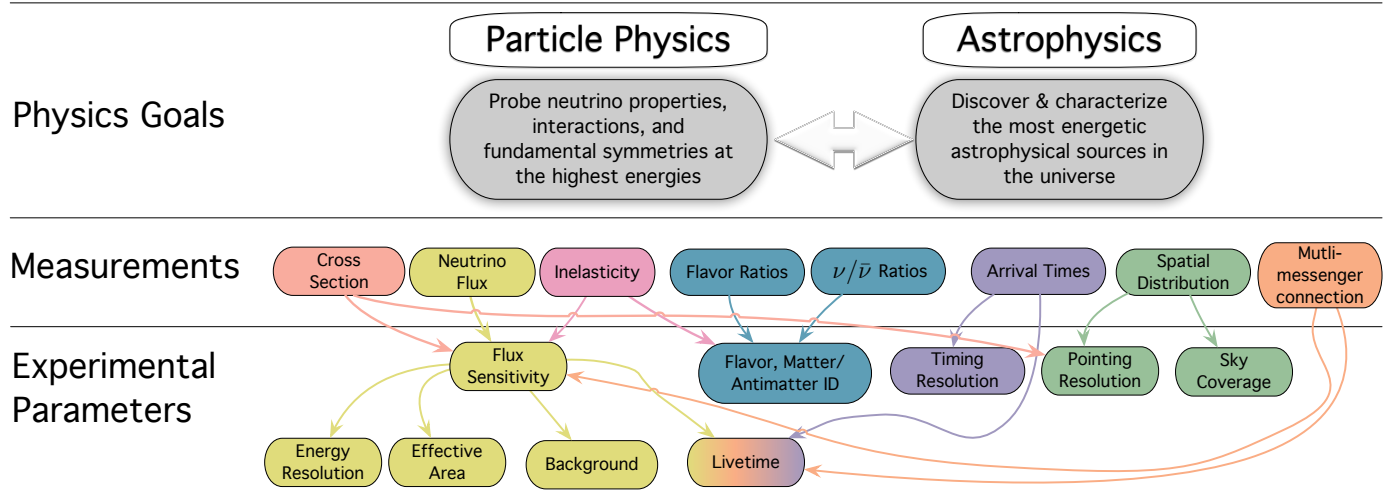 Particle Physics
Astrophysics
Physics Goals
Probe neutrino properties,
interactions, and
fundamental symmetries at
the highest energies
Discover & characterize
the most energetic
astrophysical sources in
the universe
Measurements
Cross
Section
Neutrino
Flux
Inelasticity
Flavor Ratios
ν/ν̄ Ratios
Arrival Times
Spatial
Distribution
Mutli-
messenger
connection
Experimental
Parameters
Flux
Sensitivity
Flavor, Matter/
Antimatter ID
Timing
Resolution
Pointing
Resolution
Sky
Coverage
Energy
Resolution
Effective
Area
Background
Livetime